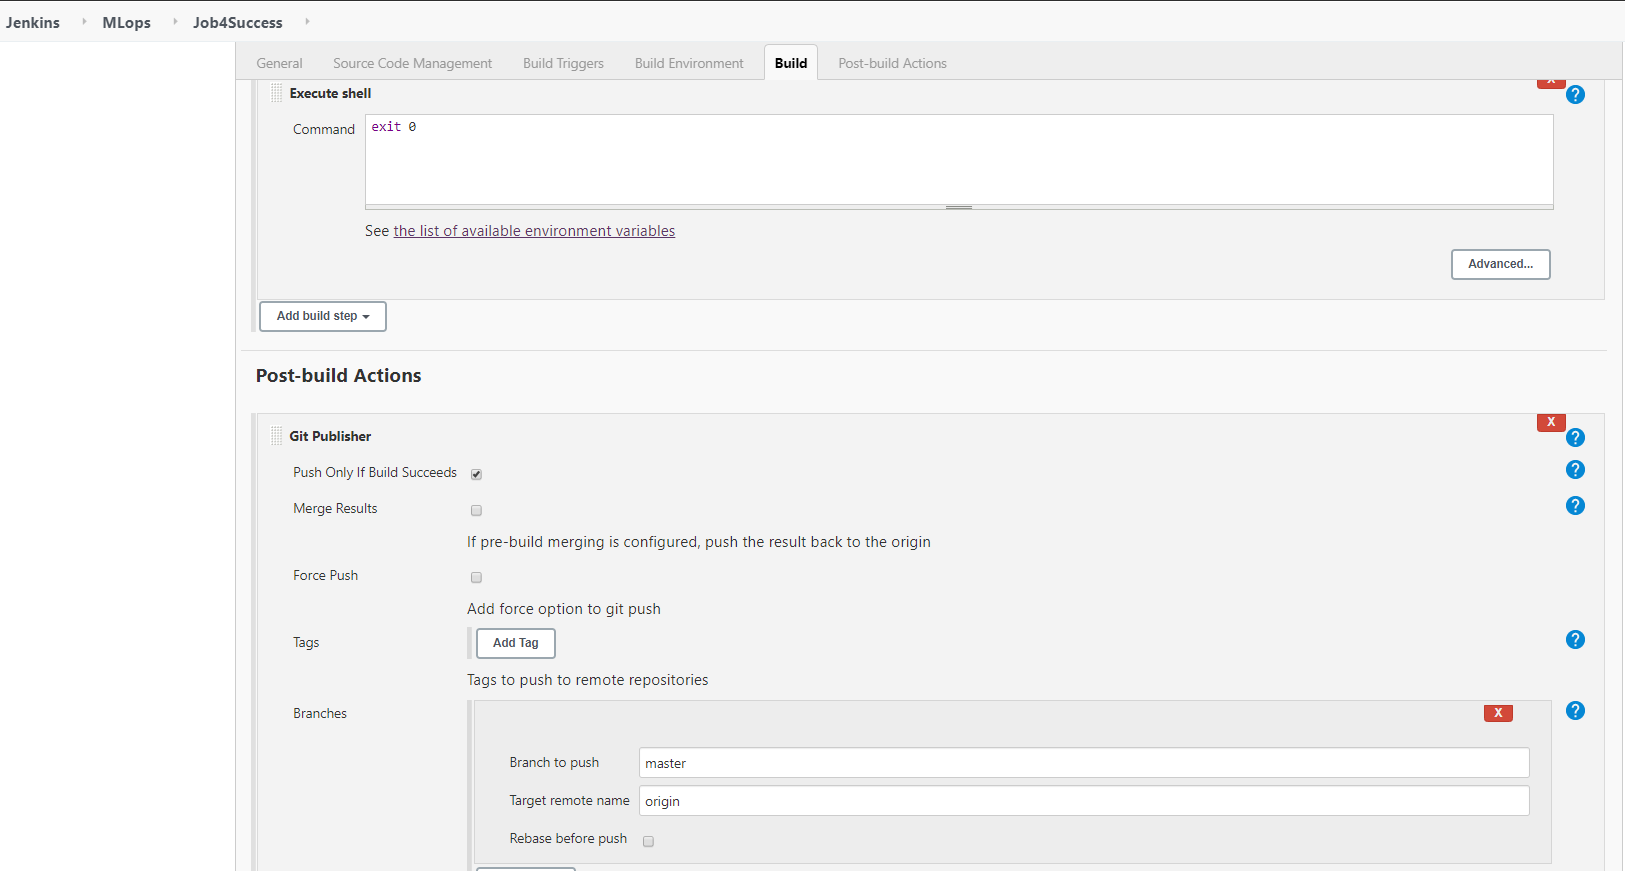 Jenkins MLops Job4Success
General Source Code Management Build Triggers Build Environment Build Post-build Actions
Execute shell X ?
Command exit 0
See the list of available environment variables
Advanced...
Add build step
Post-build Actions
X
Git Publisher ?
Push Only If Build Succeeds ?
Merge Results ?
If pre-build merging is configured, push the result back to the origin
Force Push
Add force option to git push
Tags Add Tag ?
Tags to push to remote repositories
Branches X ?
Branch to push master
Target remote name origin
Rebase before push